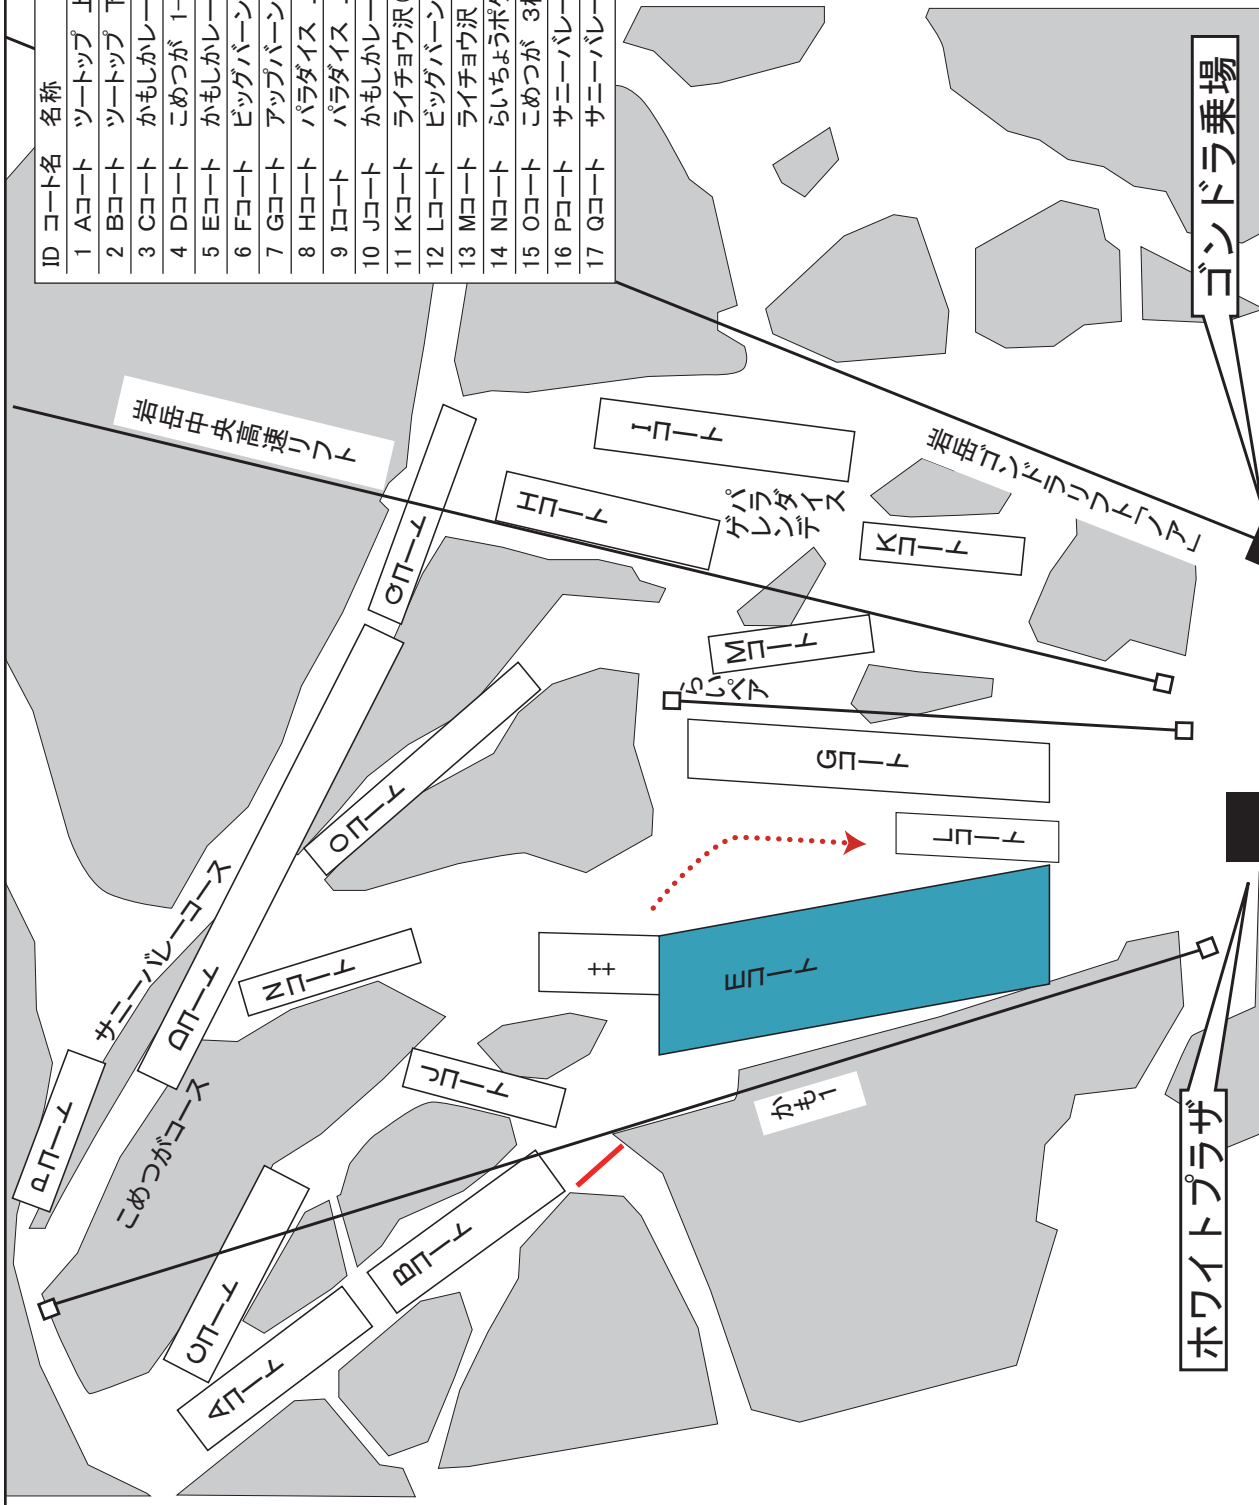 ID コート名 名称
1 Aコート ツートップ 上
2 Bコート ツートップ 下
3 Cコート かもしかレー
4 Dコート こめつが 1-
5 Eコート かもしかレー
6 Fコート ビッグバーン
7 Gコート アップバーン
8 Hコート パラダイス
9 Iコート パラダイス
10 Jコート かもしかレー
11 Kコート ライチョウ沢
12 Lコート ビッグバーン
13 Mコート ライチョウ沢
14 Nコート らいちょうポケ
15 Oコート こめつが 3本
16 Pコート サニーバレー
17 Qコート サニーバレー
ゴンドラ乗場
岩岳中央高速リフト
岩岳ゴンドラリフト「ノア」
Iコート
Hコート
パラダイス
ゲレンデ
Kコート
Qコート
Mコート
らい
ペア
Gコート
Oコート
Lコート
サニーバレーコース
Dコート
Nコート
‡
Eコート
Pコート
こめつがコース
Jコート
かも1
Cコート
Bコート
Aコート
ホワイトプラザ